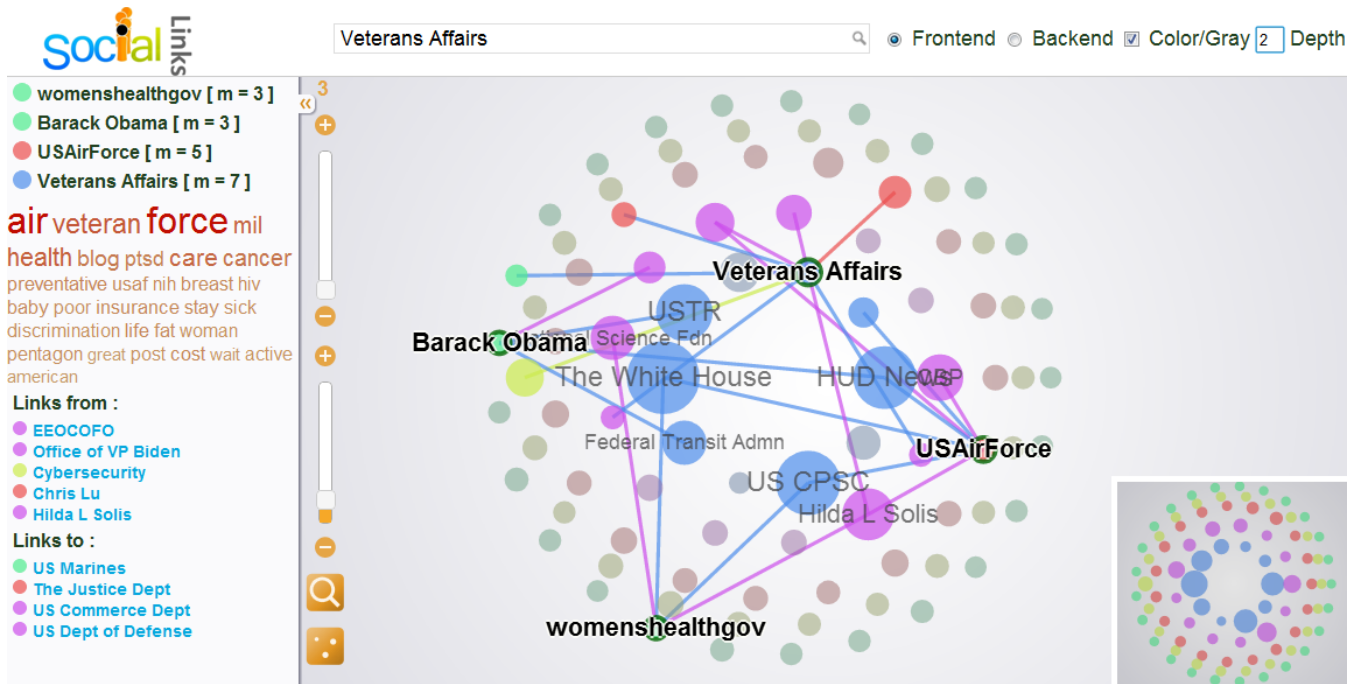 Social Links
Veterans Affairs
Frontend Backend Color/Gray 2 Depth
womenshealthgov [ m = 3 ]
Barack Obama [ m = 3 ]
USAirForce [ m = 5 ]
Veterans Affairs [ m = 7 ]
air veteran force mil
health blog ptsd care cancer
preventative usaf nih breast hiv
baby poor insurance stay sick
discrimination life fat woman
pentagon great post cost wait active
american
Links from :
EEOCOFO
Office of VP Biden
Cybersecurity
Chris Lu
Hilda L Solis
Links to :
US Marines
The Justice Dept
US Commerce Dept
US Dept of Defense
3
Veterans Affairs
USTR
Barack Obama
Science Fdn
The White House
HUD News
CBP
Federal Transit Admn
USAirForce
US CPSC
Hilda L Solis
womenshealthgov